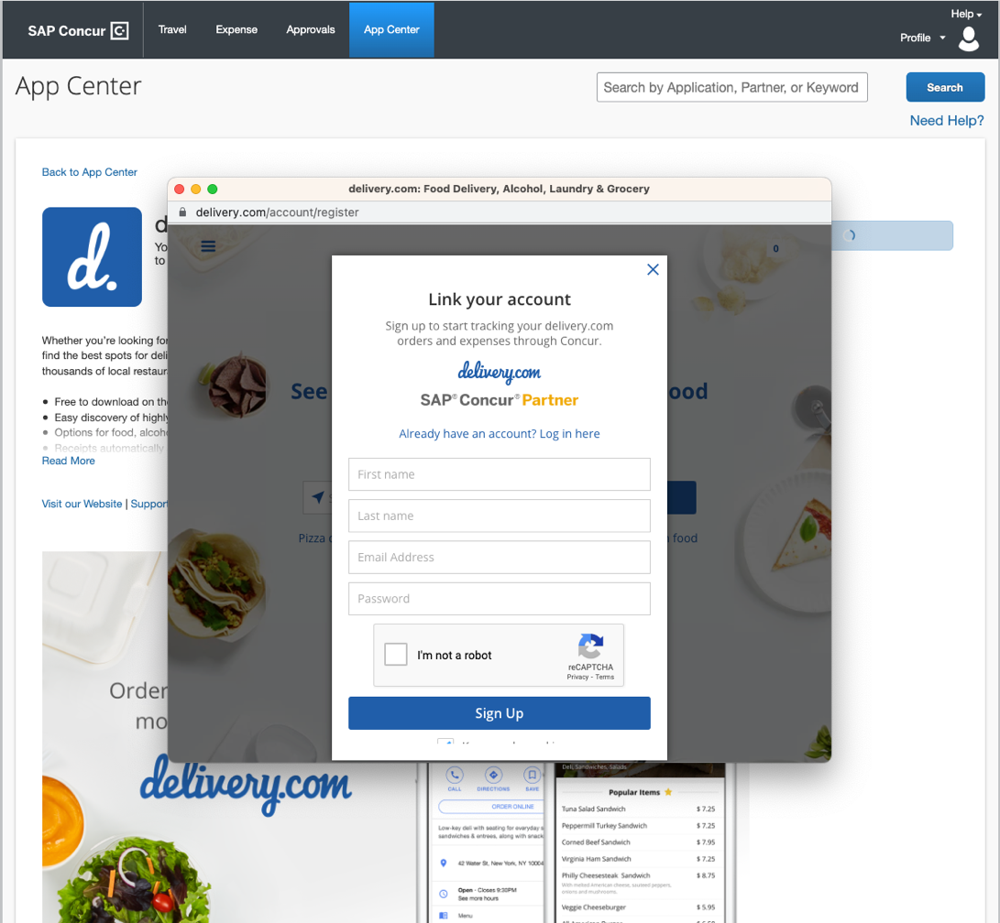 SAP Concur
Travel
Expense
Approvals
App Center
Help
Profile
App Center
Search by Application, Partner, or Keyword
Search
Need Help?
Back to App Center
d.
d
Yo
to
Whether you're looking for
find the best spots for deli
thousands of local restaur
• Free to download on th
• Easy discovery of highly
• Options for food, alcoh
• Receipts automatically
Read More
Visit our Website | Support
delivery.com: Food Delivery, Alcohol, Laundry & Grocery
delivery.com/account/register
0
See
ood
Pizza
food
Link your account
Sign up to start tracking your delivery.com
orders and expenses through Concur.
delivery.com
SAP® Concur® Partner
Already have an account? Log in here
First name
Last name
Email Address
Password
I'm not a robot
reCAPTCHA
Privacy - Terms
Sign Up
Order
mo
delivery.com
CALL
DIRECTIONS
SAVE
ORDER ONLINE
Low-key deli with seating for everyday s
sandwiches & entrees, along with snack
42 Water St, New York, NY 10004
Open - Closes 9:30PM
See more hours
Menu
Deli, Sandwiches, Salads
Popular Items
Tuna Salad Sandwich $ 7.25
Peppermill Turkey Sandwich $ 7.25
Corned Beef Sandwich $ 7.95
Virginia Ham Sandwich $ 7.25
Philly Cheesesteak Sandwich $ 8.75
With melted American cheese, sauteed peppers,
onions and mushrooms.
Veggie Cheeseburger $ 5.95